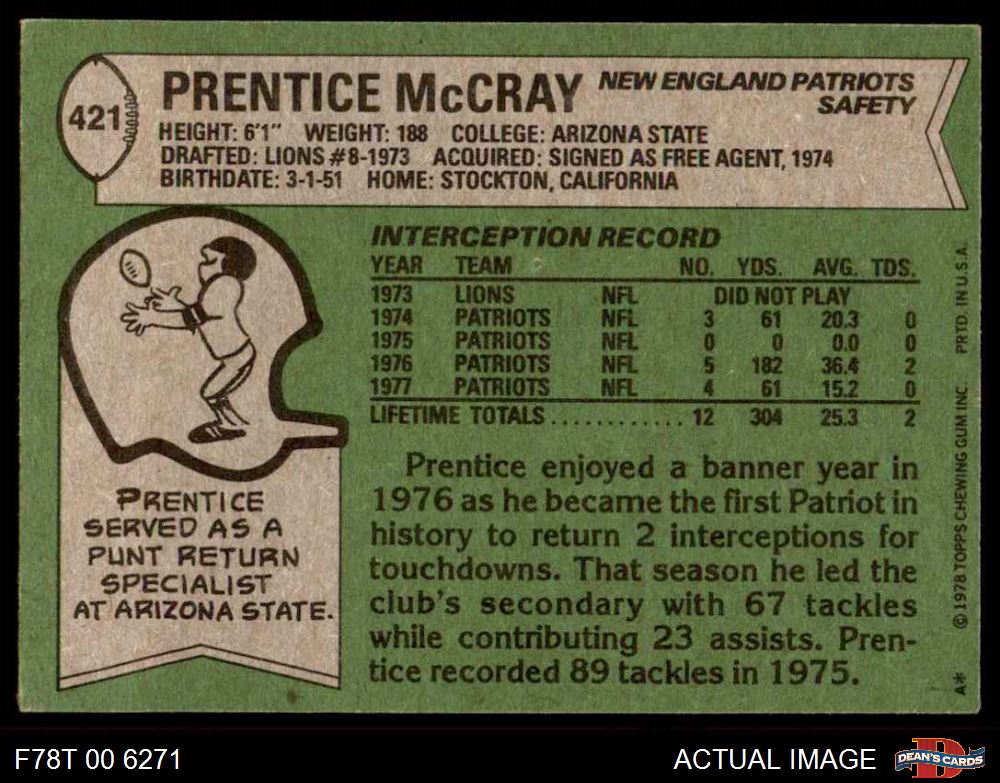 421
PRENTICE McCRAY
NEW ENGLAND PATRIOTS
SAFETY
HEIGHT: 6'1" WEIGHT: 188 COLLEGE: ARIZONA STATE
DRAFTED: LIONS #8-1973 ACQUIRED: SIGNED AS FREE AGENT, 1974
BIRTHDATE: 3-1-51 HOME: STOCKTON, CALIFORNIA
INTERCEPTION RECORD
YEAR TEAM NO. YDS. AVG. TDS.
1973 LIONS NFL DID NOT PLAY
1974 PATRIOTS NFL 3 61 20.3 0
1975 PATRIOTS NFL 0 0 0.0 0
1976 PATRIOTS NFL 5 182 36.4 2
1977 PATRIOTS NFL 4 61 15.2 0
LIFETIME TOTALS............ 12 304 25.3 2
PRENTICE
SERVED AS A
PUNT RETURN
SPECIALIST
AT ARIZONA STATE.
Prentice enjoyed a banner year in
1976 as he became the first Patriot in
history to return 2 interceptions for
touchdowns. That season he led the
club's secondary with 67 tackles
while contributing 23 assists. Pren-
tice recorded 89 tackles in 1975.
A* © 1978 TOPPS CHEWING GUM INC. PRTD. IN U.S.A.
F78T 00 6271
ACTUAL IMAGE
D
DEAN'S CARDS